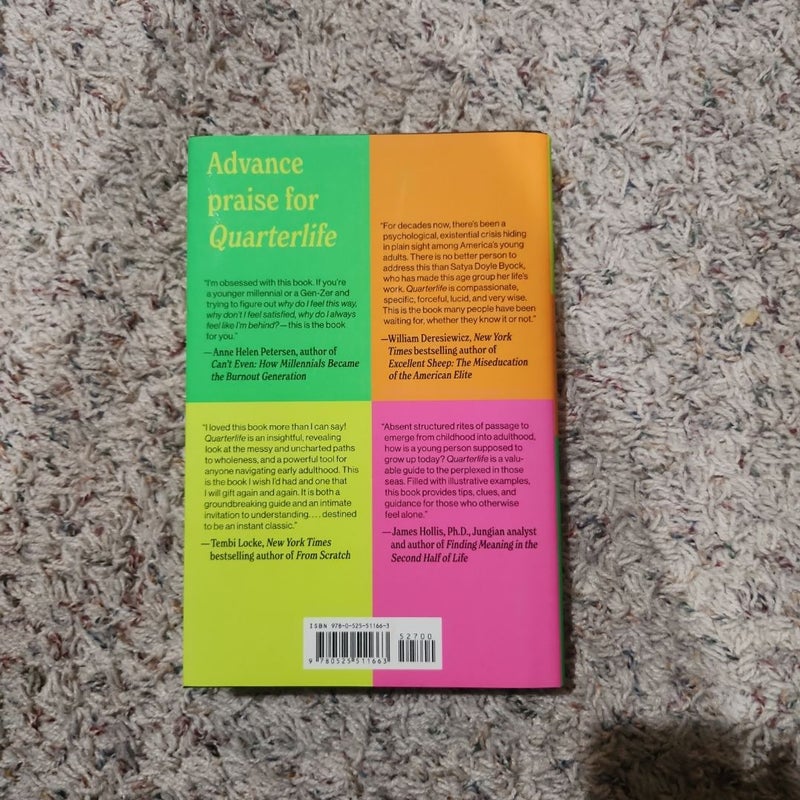 Advance
praise for
Quarterlife
"I'm obsessed with this book. If you're
a younger millennial or a Gen-Zer and
trying to figure out why do I feel this way,
why don't I feel satisfied, why do I always
feel like I'm behind?—this is the book
for you."
—Anne Helen Petersen, author of
Can't Even: How Millennials Became
the Burnout Generation
"For decades now, there's been a
psychological, existential crisis hiding
in plain sight among America's young
adults. There is no better person to
address this than Satya Doyle Byock,
who has made this age group her life's
work. Quarterlife is compassionate,
specific, forceful, lucid, and very wise.
This is the book many people have been
waiting for, whether they know it or not."
—William Deresiewicz, New York
Times bestselling author of
Excellent Sheep: The Miseducation
of the American Elite
"I loved this book more than I can say!
Quarterlife is an insightful, revealing
look at the messy and uncharted paths
to wholeness, and a powerful tool for
anyone navigating early adulthood. This
is the book I wish I'd had and one that
I will gift again and again. It is both a
groundbreaking guide and an intimate
invitation to understanding. . . . destined
to be an instant classic."
—Tembi Locke, New York Times
bestselling author of From Scratch
"Absent structured rites of passage to
emerge from childhood into adulthood,
how is a young person supposed to
grow up today? Quarterlife is a valu-
able guide to the perplexed in those
seas. Filled with illustrative examples,
this book provides tips, clues, and
guidance for those who otherwise
feel alone."
—James Hollis, Ph.D., Jungian analyst
and author of Finding Meaning in the
Second Half of Life
ISBN 978-0-525-51166-3
52700
9 780525 511663